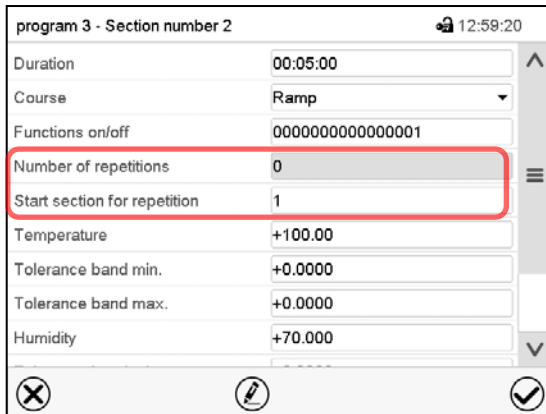 program 3 - Section number 2 12:59:20
Duration 00:05:00
Course Ramp
Functions on/off 0000000000000001
Number of repetitions 0
Start section for repetition 1
Temperature +100.00
Tolerance band min. +0.0000
Tolerance band max. +0.0000
Humidity +70.000